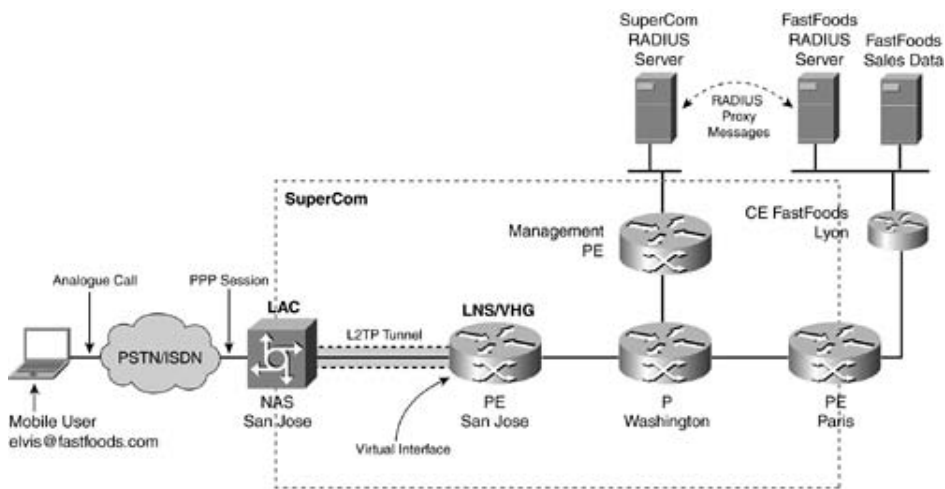 SuperCom
RADIUS
Server
FastFoods
RADIUS
Server
FastFoods
Sales Data
RADIUS
Proxy
Messages
SuperCom
Management
PE
CE FastFoods
Lyon
Analogue Call
PPP Session
LAC
LNS/VHG
L2TP Tunnel
PSTN/ISDN
Mobile User
elvis@fastfoods.com
NAS
San Jose
Virtual Interface
PE
San Jose
P
Washington
PE
Paris